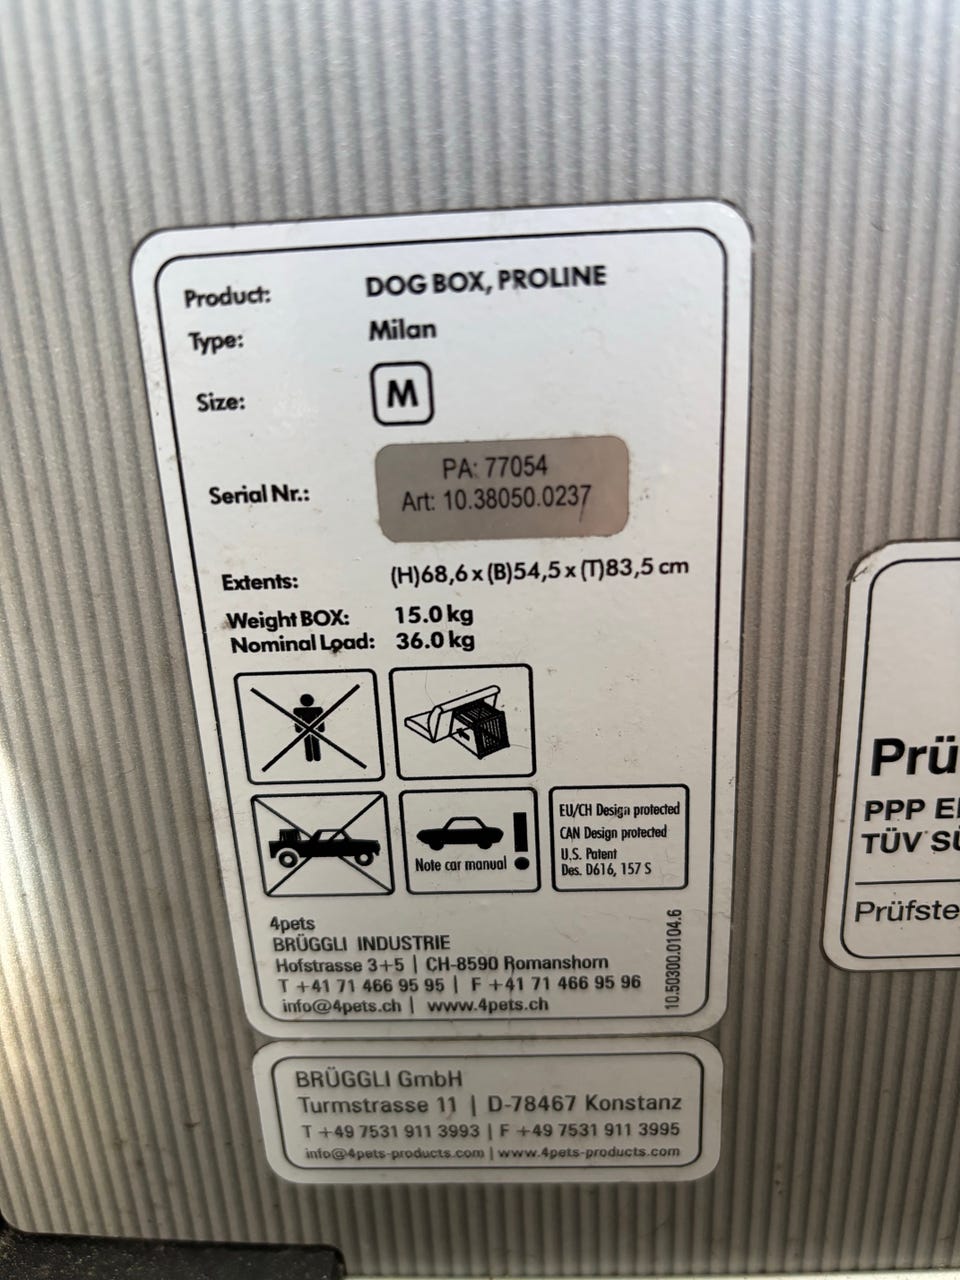 Product: DOG BOX, PROLINE
Type: Milan
Size: M
Serial Nr.: PA: 77054
Art: 10.38050.0237
Extents: (H)68,6 x (B)54,5 x (T)83,5 cm
Weight BOX: 15.0 kg
Nominal Load: 36.0 kg
Note car manual !
EU/CH Design protected
CAN Design protected
U.S. Patent
Des. D616, 157 S
4pets
BRÜGGLI INDUSTRIE
Hofstrasse 3+5 | CH-8590 Romanshorn
T +41 71 466 95 95 | F +41 71 466 95 96
info@4pets.ch | www.4pets.ch
10.50300.0104.6
BRÜGGLI GmbH
Turmstrasse 11 | D-78467 Konstanz
T +49 7531 911 3993 | F +49 7531 911 3995
info@4pets-products.com | www.4pets-products.com
Prü
PPP
TÜV
Prüfste